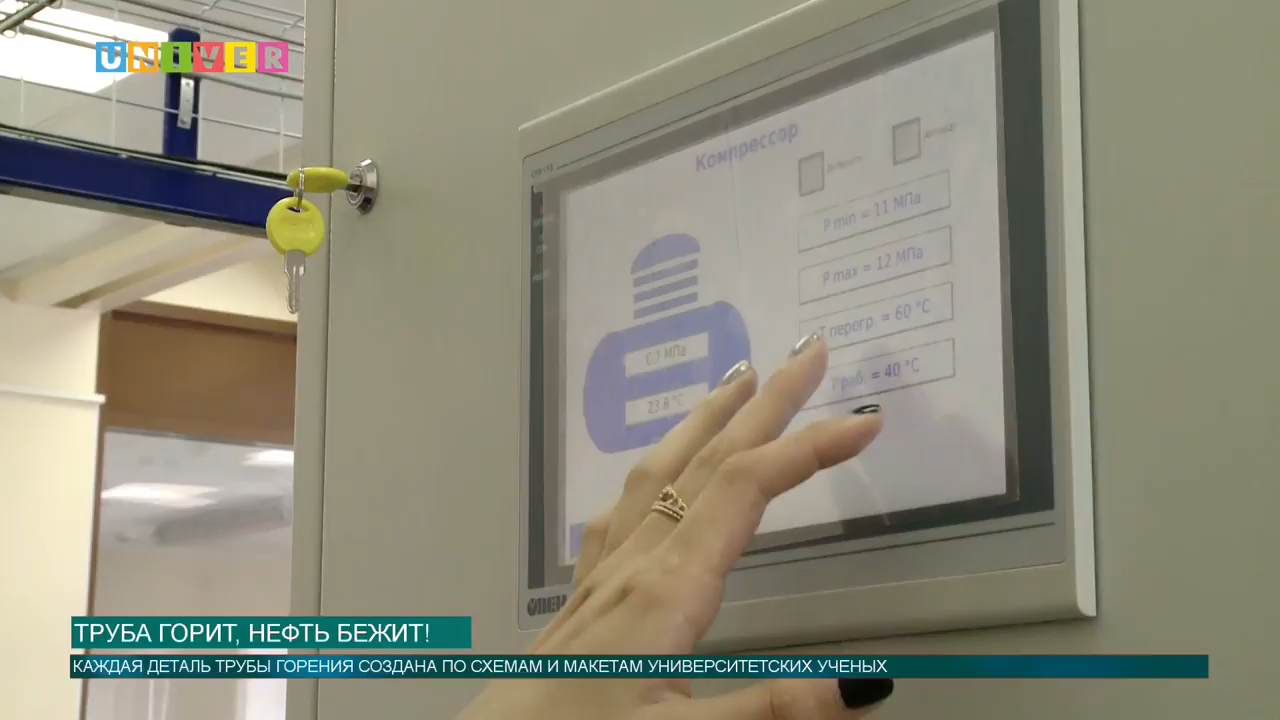 UNIVER
Компрессор
P min = 11 МПа
P max = 12 МПа
T перегр. = 60 °C
T раб. = 40 °C
6.7 МПа
23.8 °C
ОВЕН
ТРУБА ГОРИТ, НЕФТЬ БЕЖИТ!
КАЖДАЯ ДЕТАЛЬ ТРУБЫ ГОРЕНИЯ СОЗДАНА ПО СХЕМАМ И МАКЕТАМ УНИВЕРСИТЕТСКИХ УЧЕНЫХ